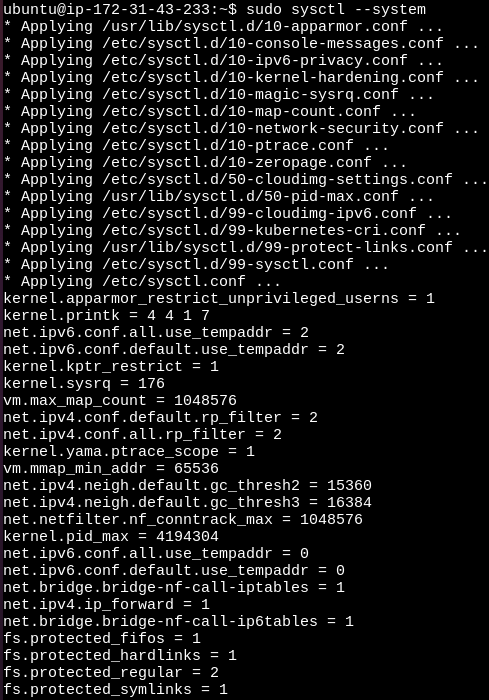 ubuntu@ip-172-31-43-233:~$ sudo sysctl --system
* Applying /usr/lib/sysctl.d/10-apparmor.conf ...
* Applying /etc/sysctl.d/10-console-messages.conf ...
* Applying /etc/sysctl.d/10-ipv6-privacy.conf ...
* Applying /etc/sysctl.d/10-kernel-hardening.conf ...
* Applying /etc/sysctl.d/10-magic-sysrq.conf ...
* Applying /etc/sysctl.d/10-map-count.conf ...
* Applying /etc/sysctl.d/10-network-security.conf ...
* Applying /etc/sysctl.d/10-ptrace.conf ...
* Applying /etc/sysctl.d/10-zeropage.conf ...
* Applying /etc/sysctl.d/50-cloudimg-settings.conf ...
* Applying /usr/lib/sysctl.d/50-pid-max.conf ...
* Applying /etc/sysctl.d/99-cloudimg-ipv6.conf ...
* Applying /etc/sysctl.d/99-kubernetes-cri.conf ...
* Applying /usr/lib/sysctl.d/99-protect-links.conf ...
* Applying /etc/sysctl.d/99-sysctl.conf ...
* Applying /etc/sysctl.conf ...
kernel.apparmor_restrict_unprivileged_userns = 1
kernel.printk = 4 4 1 7
net.ipv6.conf.all.use_tempaddr = 2
net.ipv6.conf.default.use_tempaddr = 2
kernel.kptr_restrict = 1
kernel.sysrq = 176
vm.max_map_count = 1048576
net.ipv4.conf.default.rp_filter = 2
net.ipv4.conf.all.rp_filter = 2
kernel.yama.ptrace_scope = 1
vm.mmap_min_addr = 65536
net.ipv4.neigh.default.gc_thresh2 = 15360
net.ipv4.neigh.default.gc_thresh3 = 16384
net.netfilter.nf_conntrack_max = 1048576
kernel.pid_max = 4194304
net.ipv6.conf.all.use_tempaddr = 0
net.ipv6.conf.default.use_tempaddr = 0
net.bridge.bridge-nf-call-iptables = 1
net.ipv4.ip_forward = 1
net.bridge.bridge-nf-call-ip6tables = 1
fs.protected_fifos = 1
fs.protected_hardlinks = 1
fs.protected_regular = 2
fs.protected_symlinks = 1